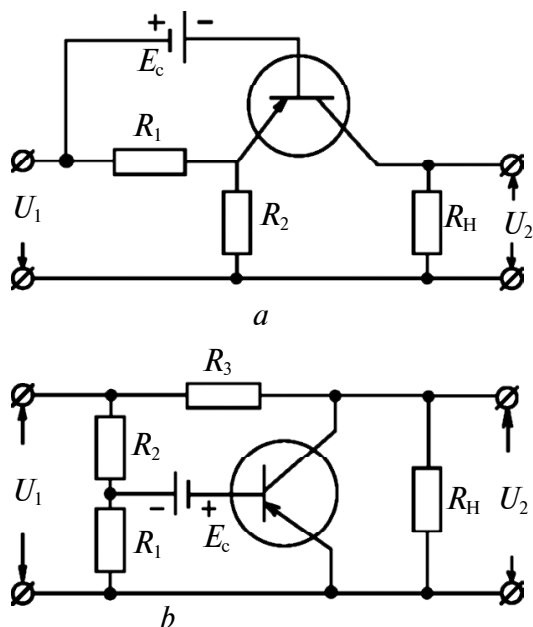 + −
E_c
R_1
U_1 R_2 R_H U_2
a
R_3
R_2
U_1 − + R_H U_2
R_1 E_c
b